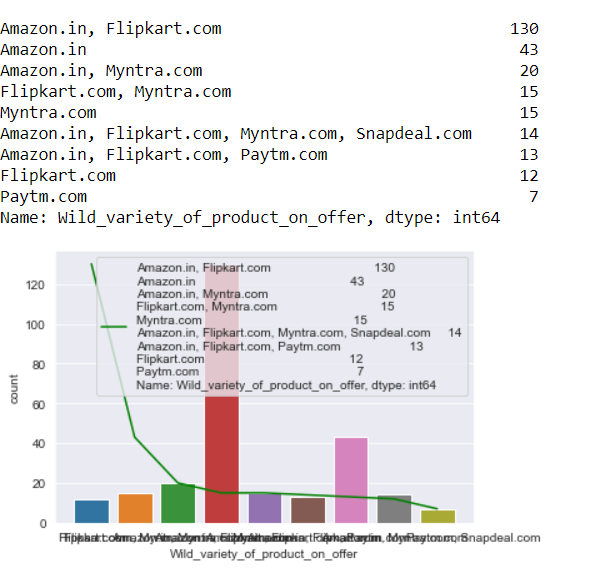 Amazon.in, Flipkart.com 130
Amazon.in 43
Amazon.in, Myntra.com 20
Flipkart.com, Myntra.com 15
Myntra.com 15
Amazon.in, Flipkart.com, Myntra.com, Snapdeal.com 14
Amazon.in, Flipkart.com, Paytm.com 13
Flipkart.com 12
Paytm.com 7
Name: Wild_variety_of_product_on_offer, dtype: int64
Amazon.in, Flipkart.com 130
Amazon.in 43
Amazon.in, Myntra.com 20
Flipkart.com, Myntra.com 15
Myntra.com 15
Amazon.in, Flipkart.com, Myntra.com, Snapdeal.com 14
Amazon.in, Flipkart.com, Paytm.com 13
Flipkart.com 12
Paytm.com 7
Name: Wild_variety_of_product_on_offer, dtype: int64
120
100
80
60
40
20
0
count
Snapdeal.com
Wild_variety_of_product_on_offer